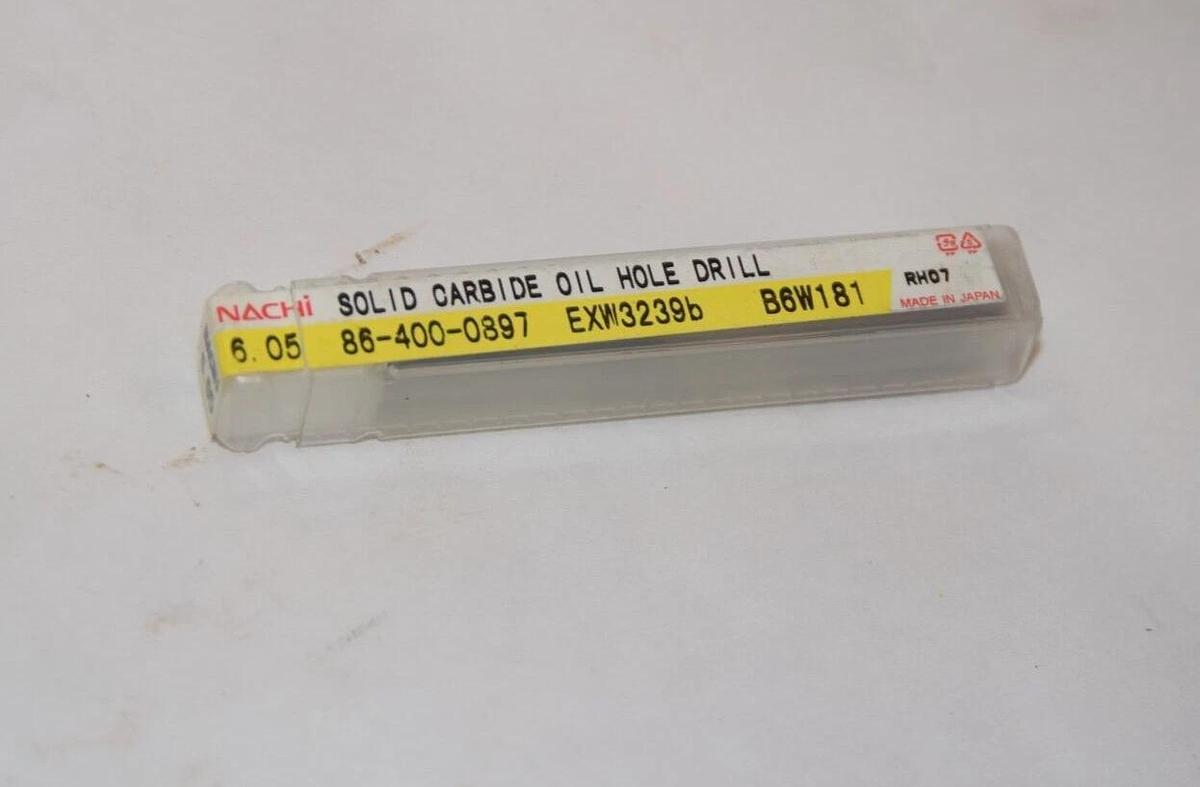 NACHi SOLID CARBIDE OIL HOLE DRILL
6.05 86-400-0897 EXW3239b B6W181
RH07
MADE IN JAPAN